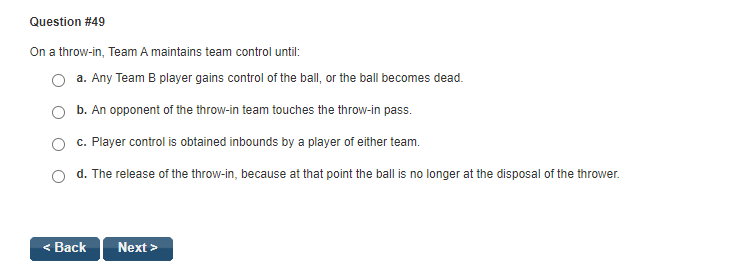 Question #49
On a throw-in, Team A maintains team control until:
a. Any Team B player gains control of the ball, or the ball becomes dead.
b. An opponent of the throw-in team touches the throw-in pass.
c. Player control is obtained inbounds by a player of either team.
d. The release of the throw-in, because at that point the ball is no longer at the disposal of the thrower.
< Back Next >